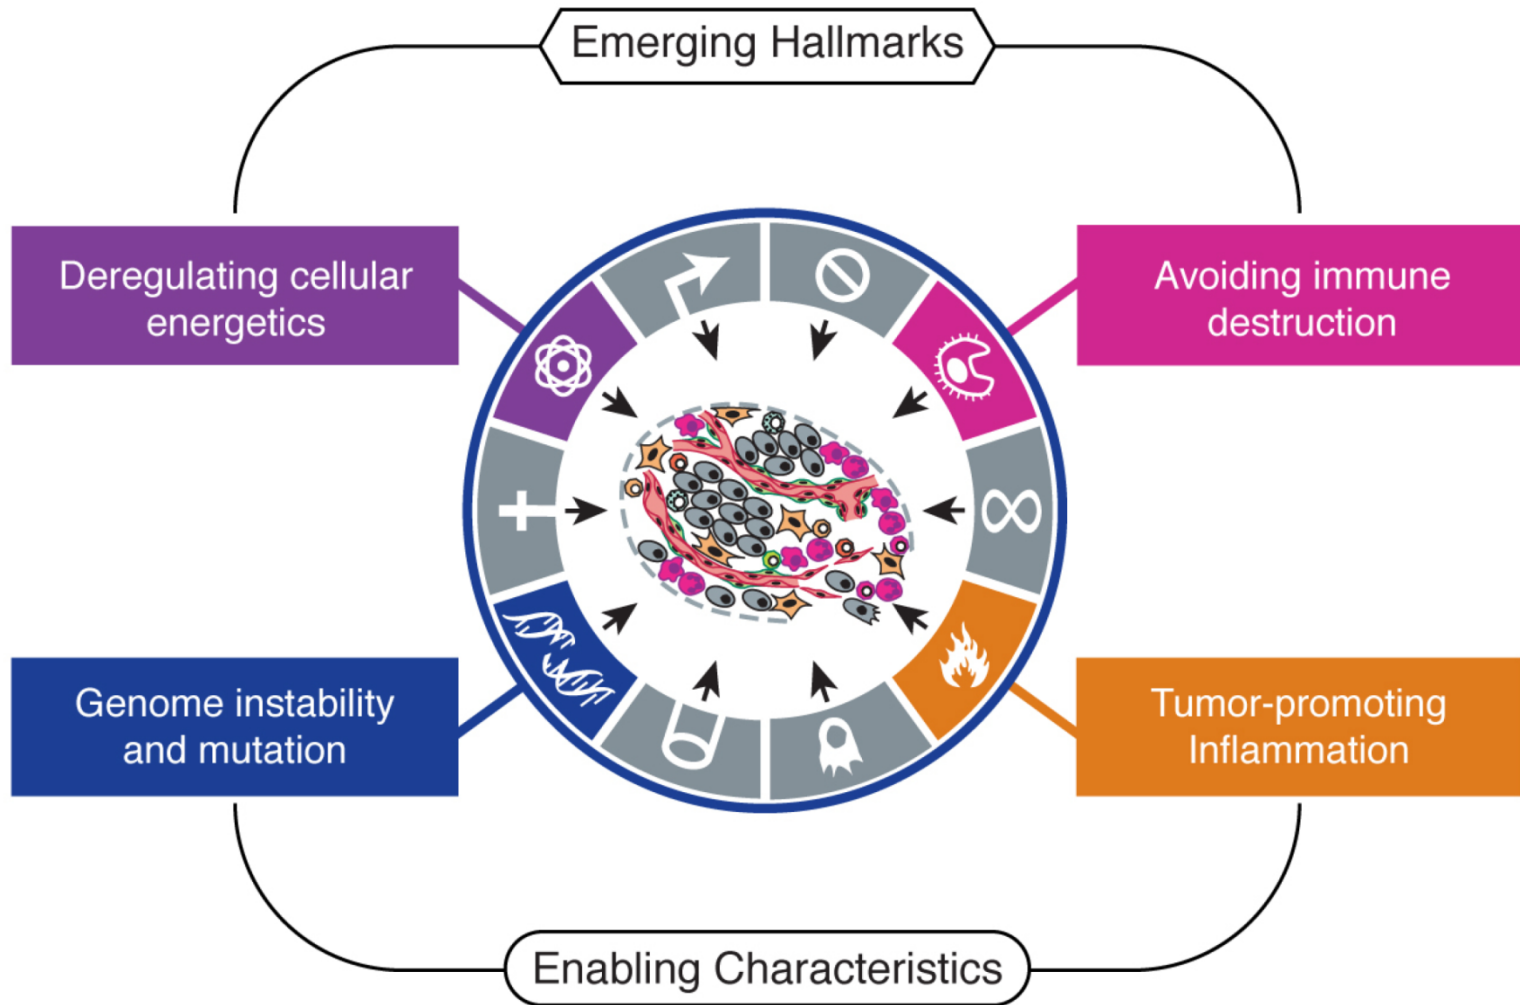 Emerging Hallmarks
Deregulating cellular
energetics
Avoiding immune
destruction
Genome instability
and mutation
Tumor-promoting
Inflammation
Enabling Characteristics